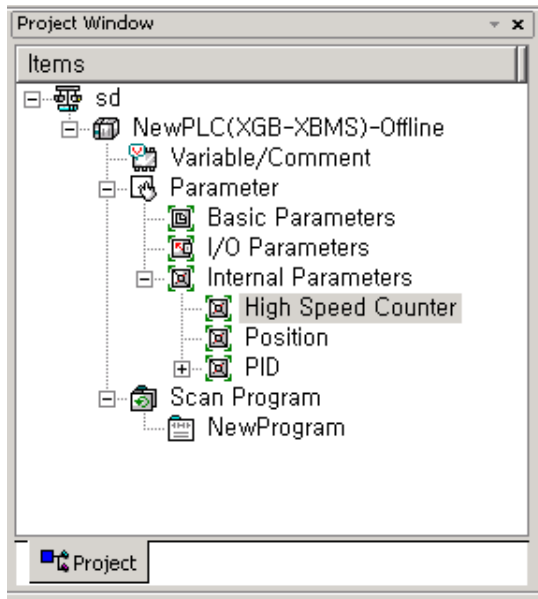 Project Window
Items
sd
NewPLC(XGB-XBMS)-Offline
Variable/Comment
Parameter
Basic Parameters
I/O Parameters
Internal Parameters
High Speed Counter
Position
PID
Scan Program
NewProgram
Project